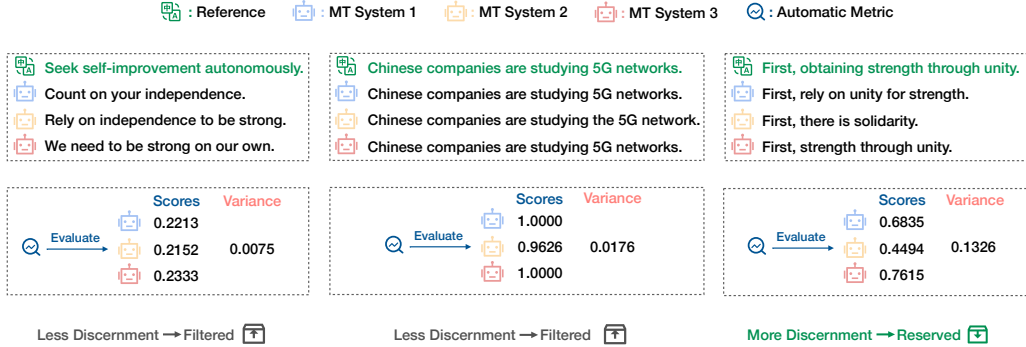 : Reference : MT System 1 : MT System 2 : MT System 3 : Automatic Metric
Seek self-improvement autonomously.
Count on your independence.
Rely on independence to be strong.
We need to be strong on our own.
Chinese companies are studying 5G networks.
Chinese companies are studying 5G networks.
Chinese companies are studying the 5G network.
Chinese companies are studying 5G networks.
First, obtaining strength through unity.
First, rely on unity for strength.
First, there is solidarity.
First, strength through unity.
Scores Variance
0.2213
Evaluate
0.2152 0.0075
0.2333
Scores Variance
1.0000
Evaluate
0.9626 0.0176
1.0000
Scores Variance
0.6835
Evaluate
0.4494 0.1326
0.7615
Less Discernment → Filtered
Less Discernment → Filtered
More Discernment → Reserved